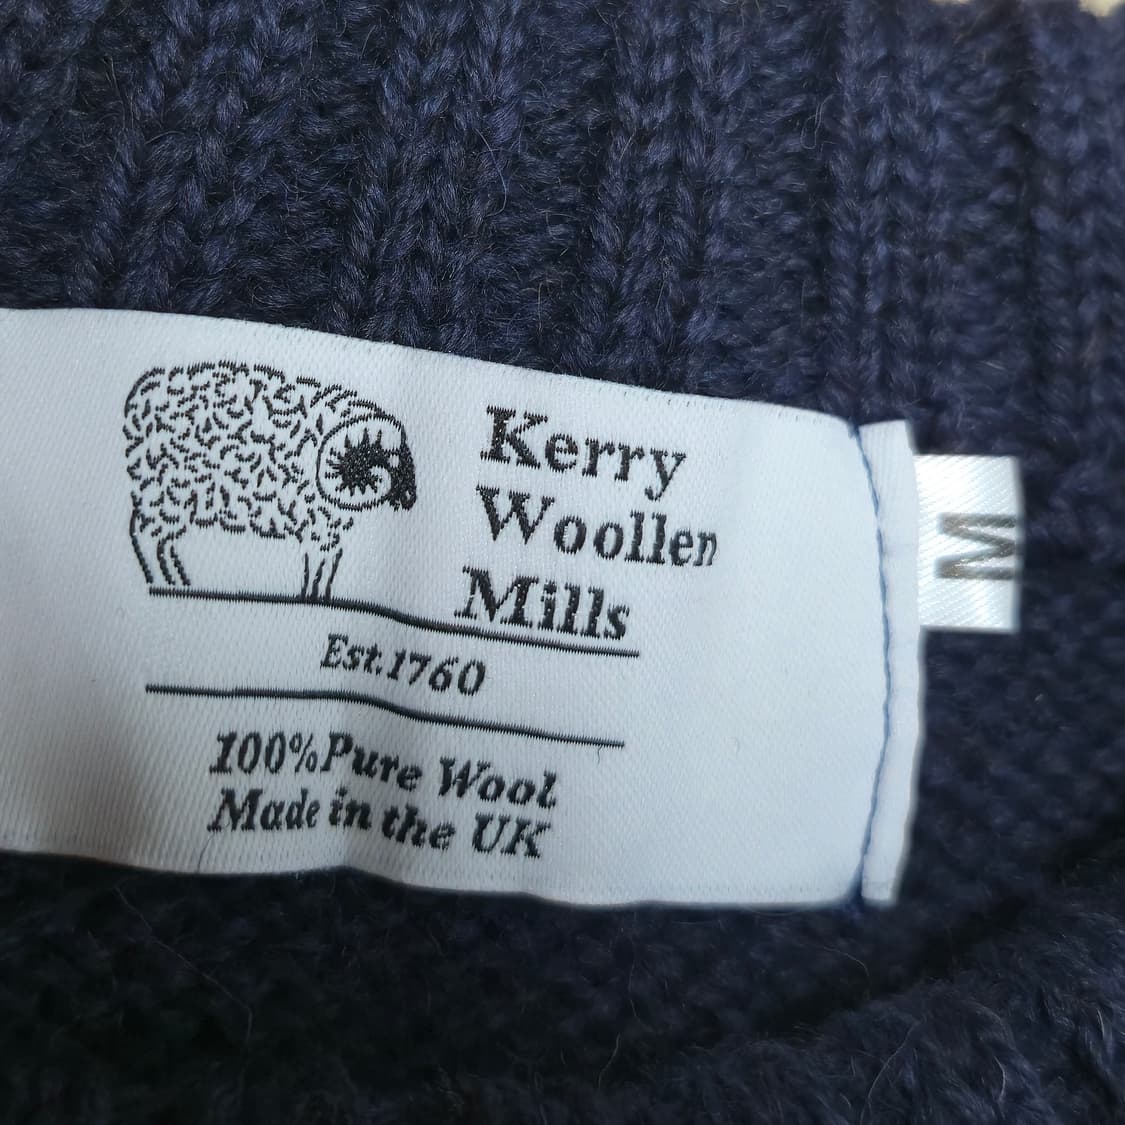 Kerry
Woollen
Mills
Est.1760
100%Pure Wool
Made in the UK
M